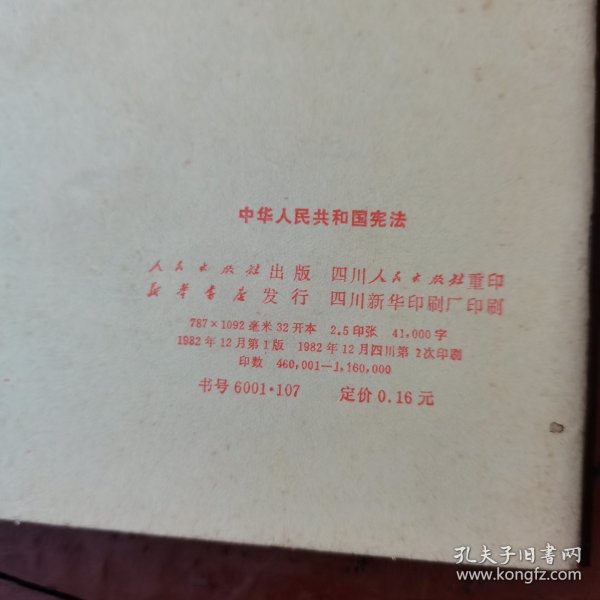 中华人民共和国宪法
人民出版社出版 四川人民出版社重印
新华书店发行 四川新华印刷厂印刷
787×1092毫米32开本 2.5印张 41,000字
1982年12月第1版 1982年12月四川第2次印刷
印数 460,001—1,160,000
书号6001·107 定价0.16元
孔夫子旧书网
www.kongfz.com